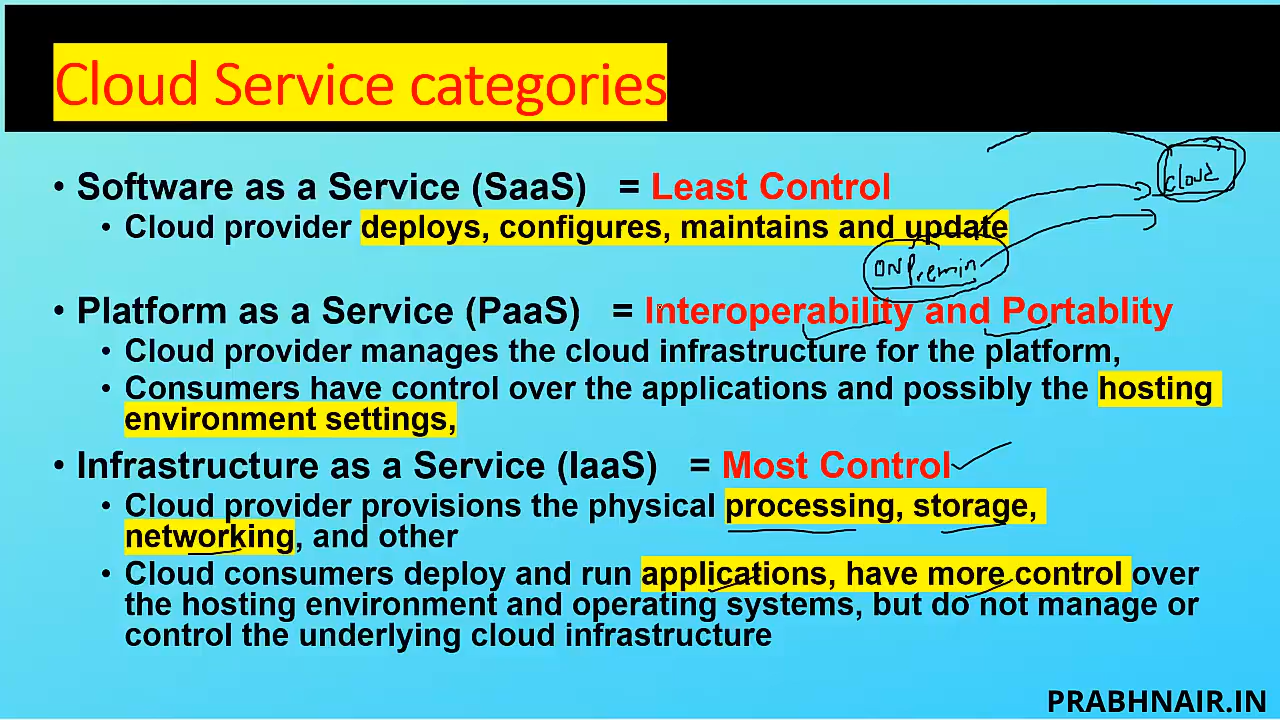 Cloud Service categories
• Software as a Service (SaaS) = Least Control
• Cloud provider deploys, configures, maintains and update
cloud
ON Premin
• Platform as a Service (PaaS) = Interoperability and Portablity
• Cloud provider manages the cloud infrastructure for the platform,
• Consumers have control over the applications and possibly the hosting
environment settings,
• Infrastructure as a Service (IaaS) = Most Control
• Cloud provider provisions the physical processing, storage,
networking, and other
• Cloud consumers deploy and run applications, have more control over
the hosting environment and operating systems, but do not manage or
control the underlying cloud infrastructure
PRABHNAIR.IN